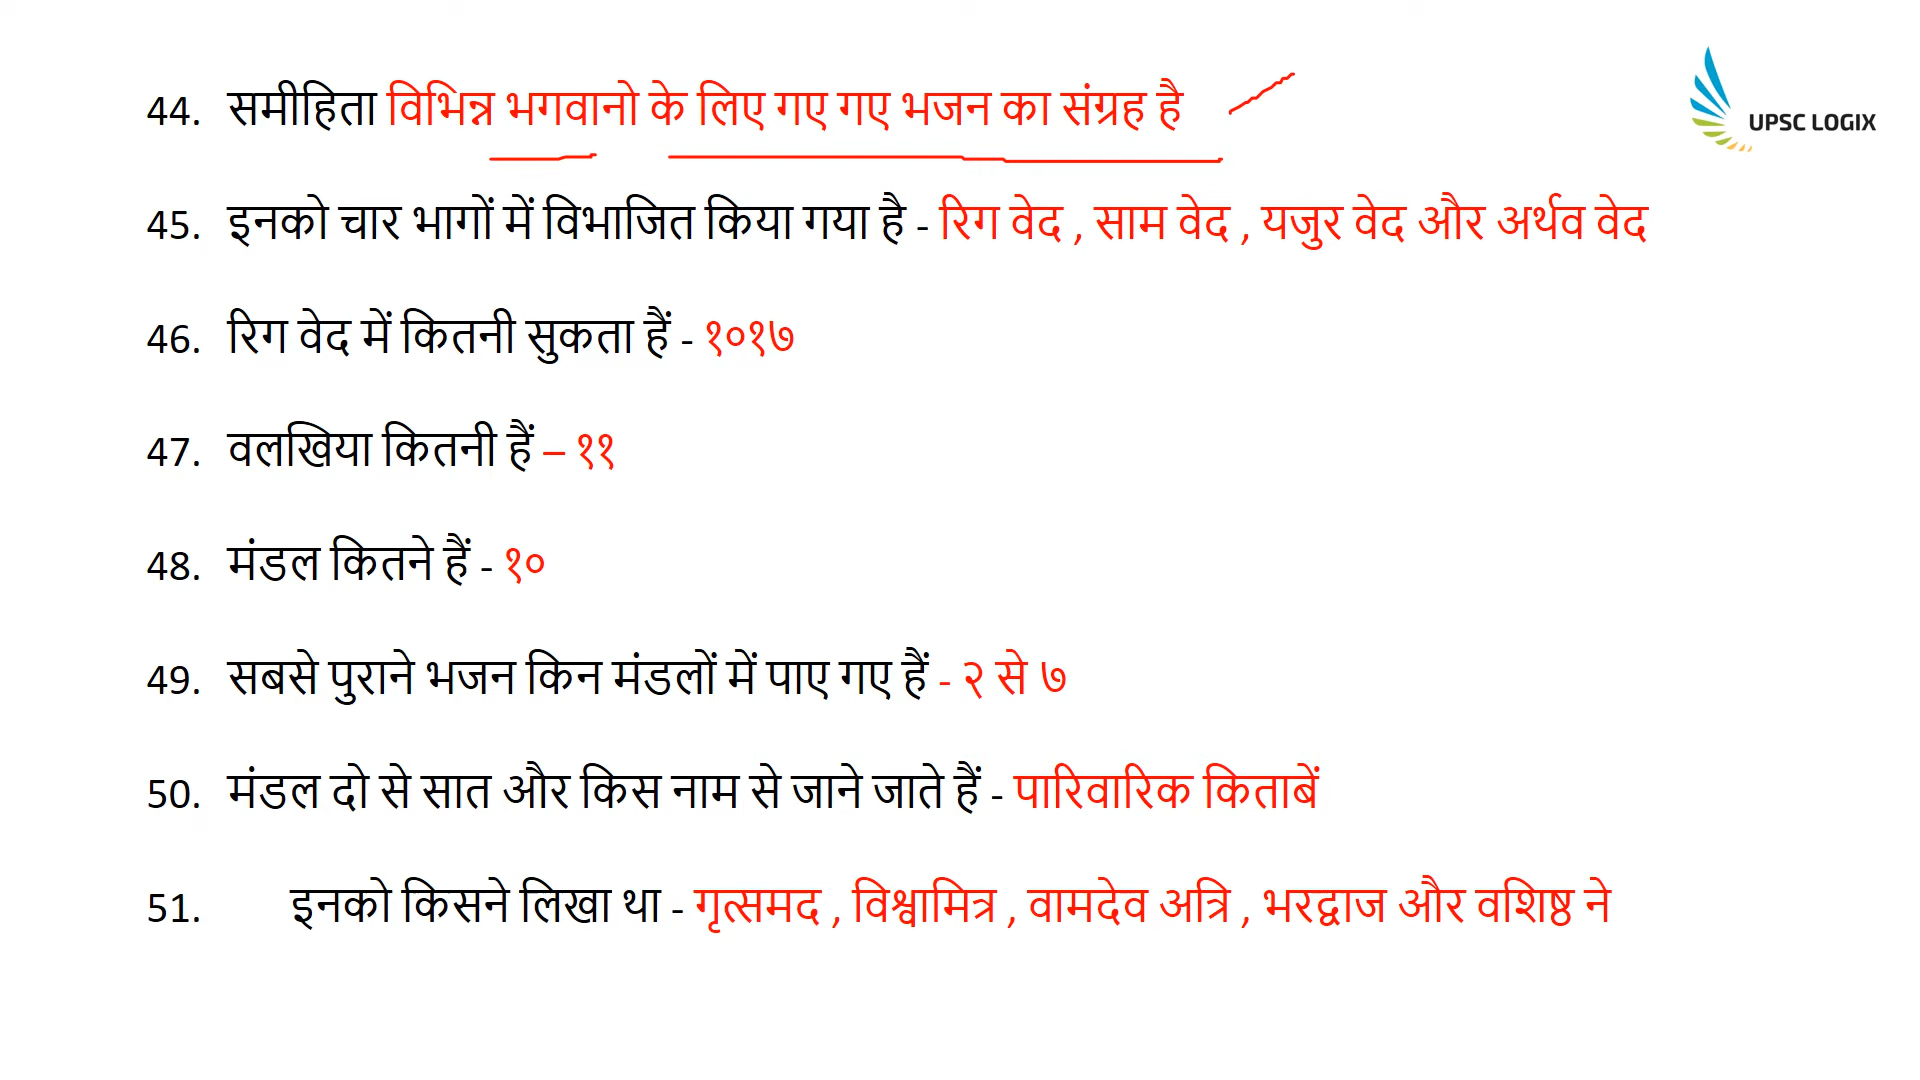 44. समीहिता विभिन्न भगवानो के लिए गए गए भजन का संग्रह है
UPSC LOGIX
45. इनको चार भागों में विभाजित किया गया है - रिग वेद , साम वेद , यजुर वेद और अर्थव वेद
46. रिग वेद में कितनी सुकता हैं - १०१७
47. वलखिया कितनी हैं – ११
48. मंडल कितने हैं - १०
49. सबसे पुराने भजन किन मंडलों में पाए गए हैं - २ से ७
50. मंडल दो से सात और किस नाम से जाने जाते हैं - पारिवारिक किताबें
51. इनको किसने लिखा था - गृत्समद , विश्वामित्र , वामदेव अत्रि , भरद्वाज और वशिष्ठ ने